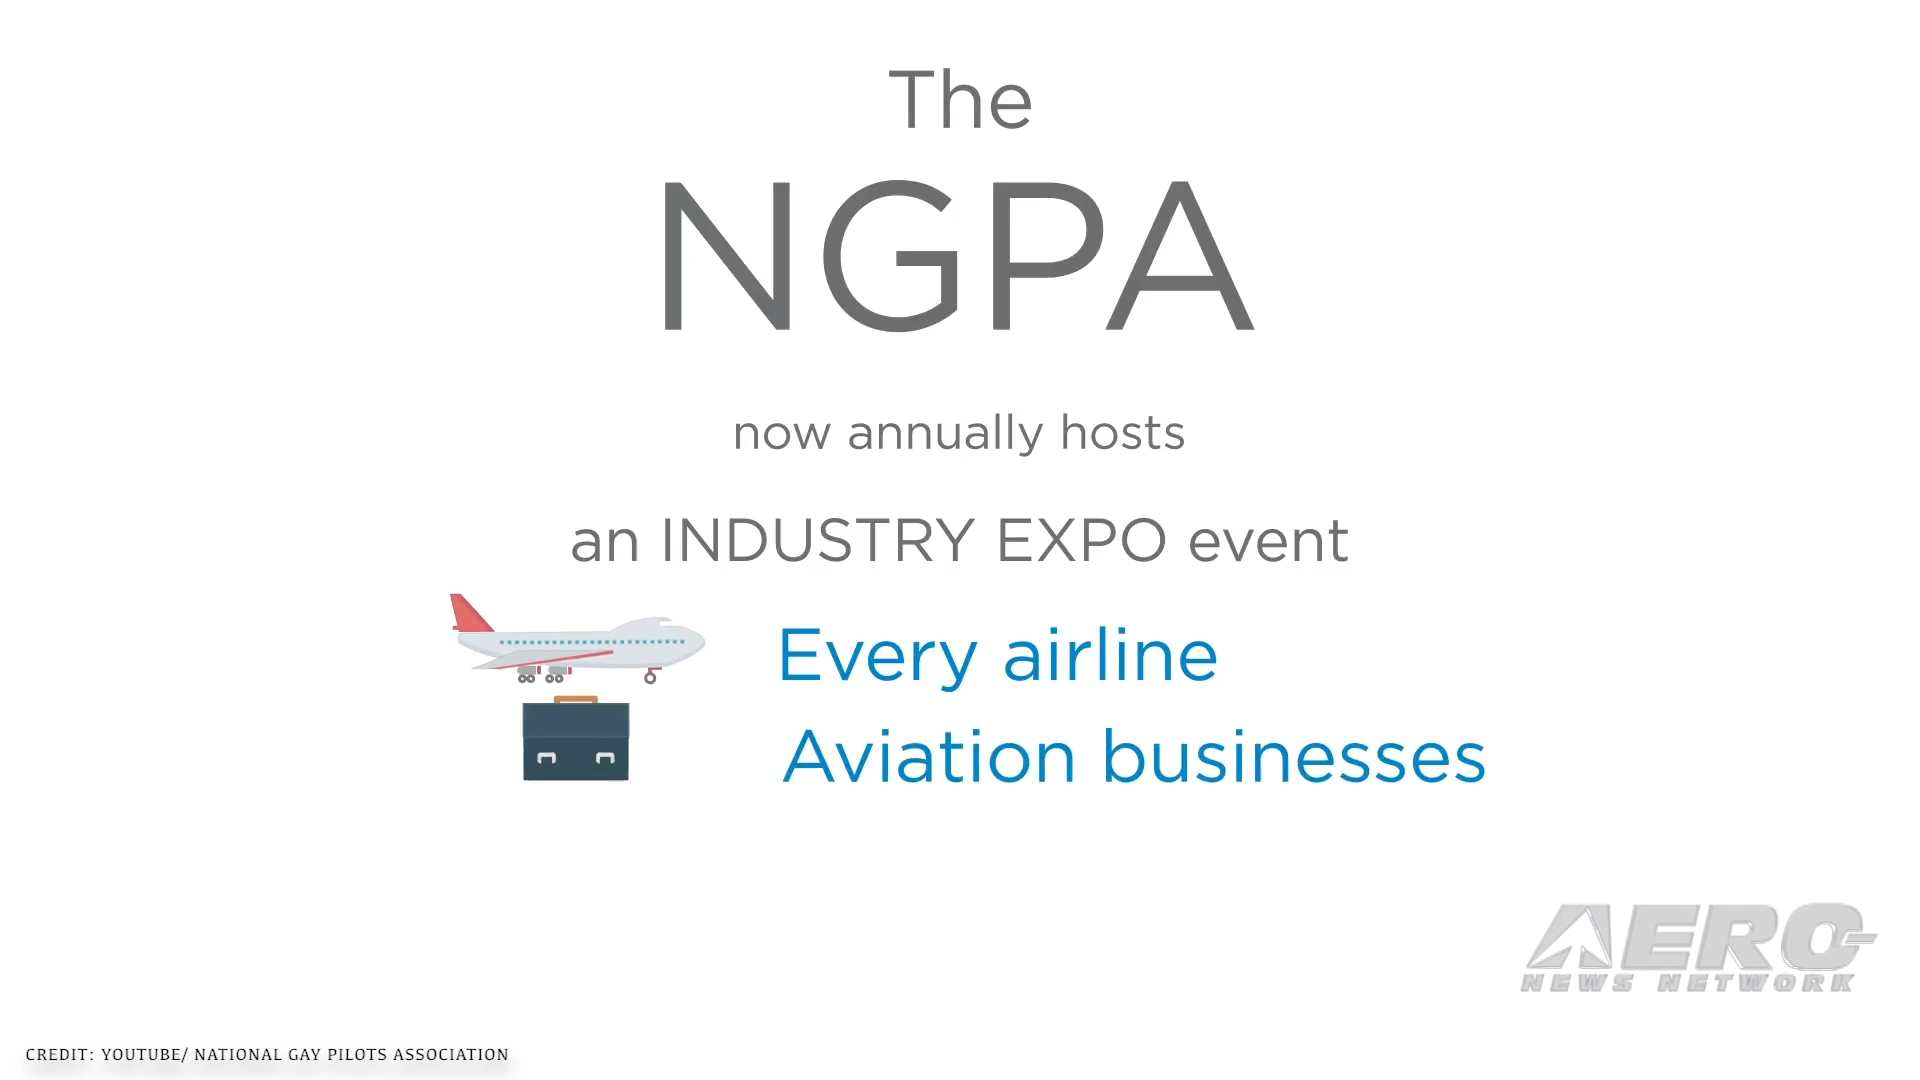 The
NGPA
now annually hosts
an INDUSTRY EXPO event
Every airline
Aviation businesses
AERO-
NEWS NETWORK
CREDIT: YOUTUBE/ NATIONAL GAY PILOTS ASSOCIATION